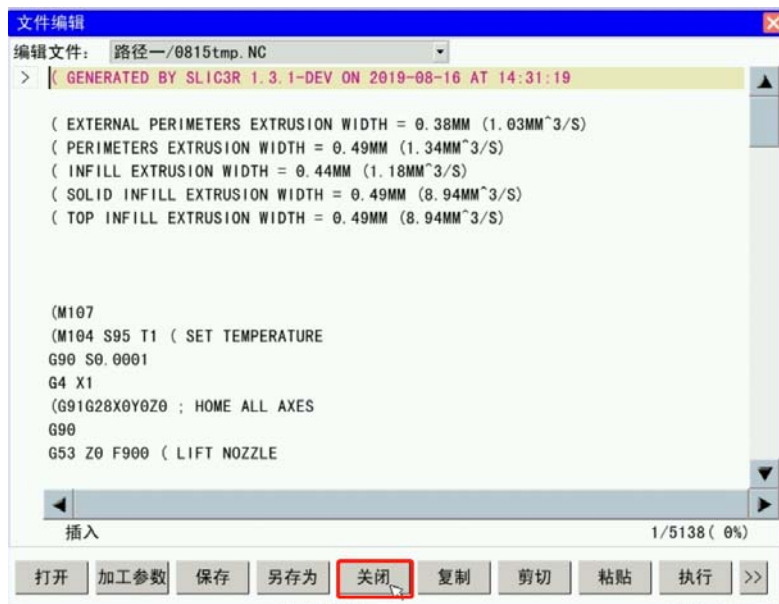 文件编辑
编辑文件： 路径一/0815tmp.NC
> ( GENERATED BY SLIC3R 1.3.1-DEV ON 2019-08-16 AT 14:31:19
( EXTERNAL PERIMETERS EXTRUSION WIDTH = 0.38MM (1.03MM^3/S)
( PERIMETERS EXTRUSION WIDTH = 0.49MM (1.34MM^3/S)
( INFILL EXTRUSION WIDTH = 0.44MM (1.18MM^3/S)
( SOLID INFILL EXTRUSION WIDTH = 0.49MM (8.94MM^3/S)
( TOP INFILL EXTRUSION WIDTH = 0.49MM (8.94MM^3/S)
(M107
(M104 S95 T1 ( SET TEMPERATURE
G90 S0.0001
G4 X1
(G91G28X0Y0Z0 ; HOME ALL AXES
G90
G53 Z0 F900 ( LIFT NOZZLE
插入 1/5138( 0%)
打开 加工参数 保存 另存为 关闭 复制 剪切 粘贴 执行 >>